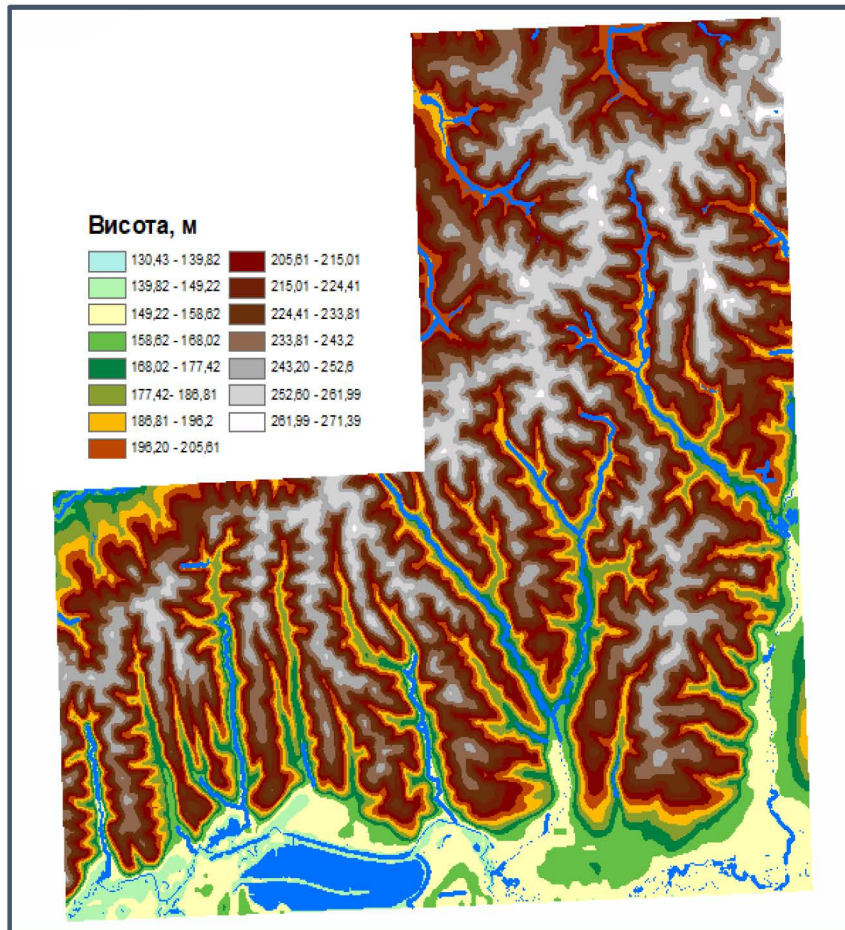 Висота, м
130,43 - 139,82
139,82 - 149,22
149,22 - 158,62
158,62 - 168,02
168,02 - 177,42
177,42- 186,81
186,81 - 196,2
196,20 - 205,61
205,61 - 215,01
215,01 - 224,41
224,41 - 233,81
233,81 - 243,2
243,20 - 252,6
252,60 - 261,99
261,99 - 271,39